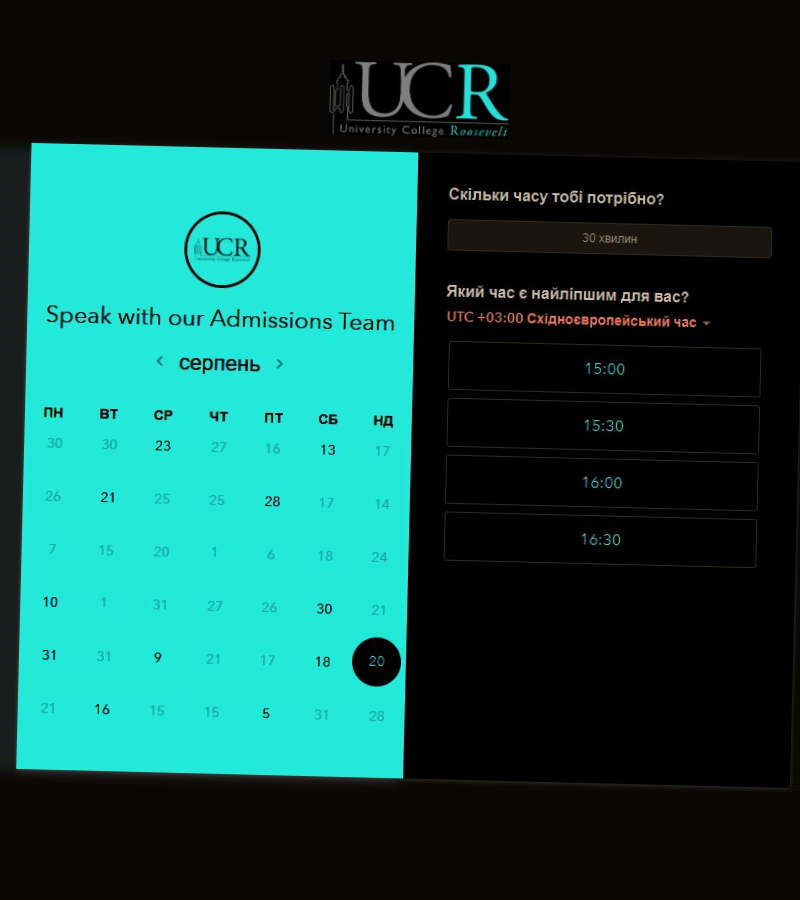 UCR
University College Roosevelt
UCR
Speak with our Admissions Team
серпень
ПН ВТ СР ЧТ ПТ СБ НД
30 30 23 27 16 13 17
26 21 25 25 28 17 14
7 15 20 1 6 18 24
10 1 31 27 26 30 21
31 31 9 21 17 18 20
21 16 15 15 5 31 28
Скільки часу тобі потрібно?
30 хвилин
Який час є найліпшим для вас?
UTC +03:00 Східноєвропейський час
15:00
15:30
16:00
16:30